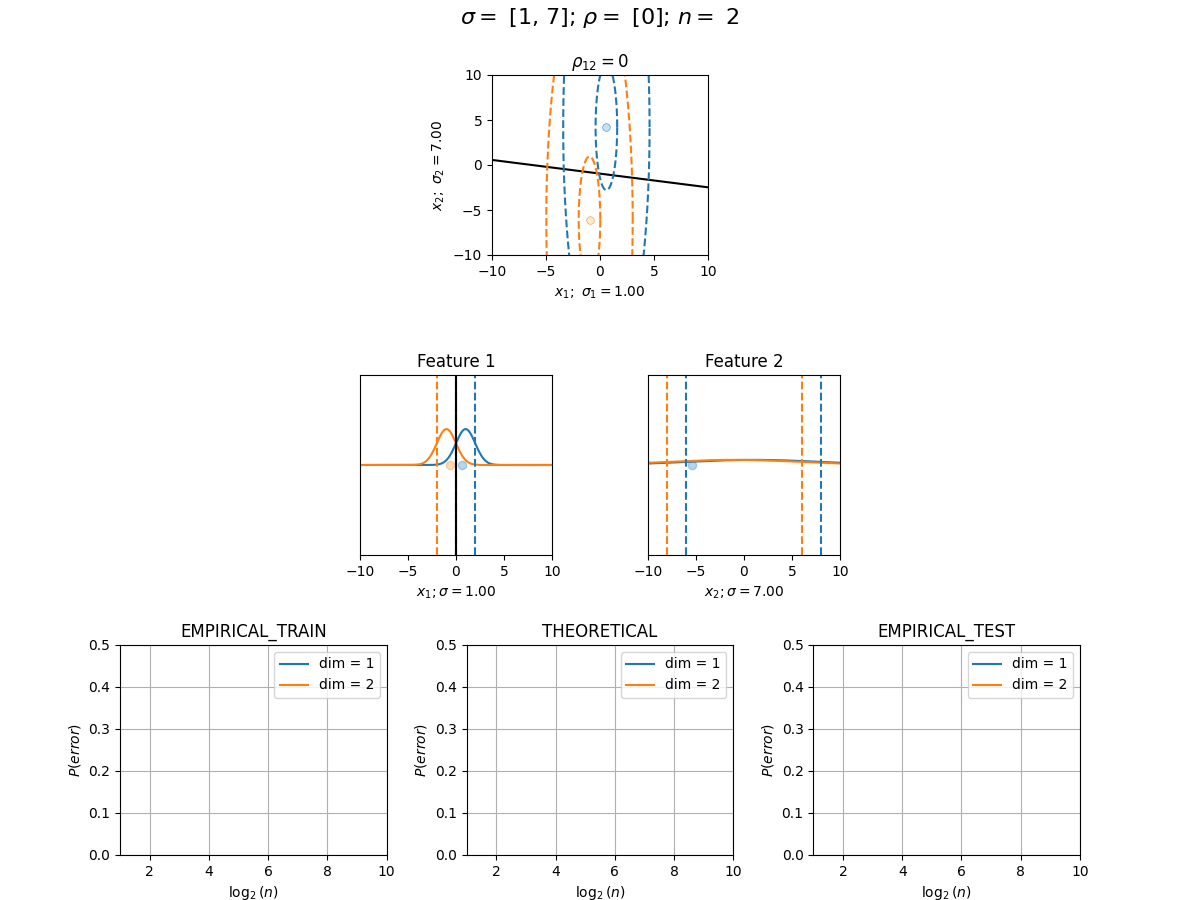 σ = [1, 7]; ρ = [0]; n = 2
ρ₁₂ = 0
10
5
0
−5
−10
x₂; σ₂ = 7.00
−10 −5 0 5 10
x₁; σ₁ = 1.00
Feature 1
−10 −5 0 5 10
x₁; σ = 1.00
Feature 2
−10 −5 0 5 10
x₂; σ = 7.00
EMPIRICAL_TRAIN
0.5
0.4
0.3
0.2
0.1
0.0
P(error)
dim = 1
dim = 2
2 4 6 8 10
log₂(n)
THEORETICAL
0.5
0.4
0.3
0.2
0.1
0.0
P(error)
dim = 1
dim = 2
2 4 6 8 10
log₂(n)
EMPIRICAL_TEST
0.5
0.4
0.3
0.2
0.1
0.0
P(error)
dim = 1
dim = 2
2 4 6 8 10
log₂(n)